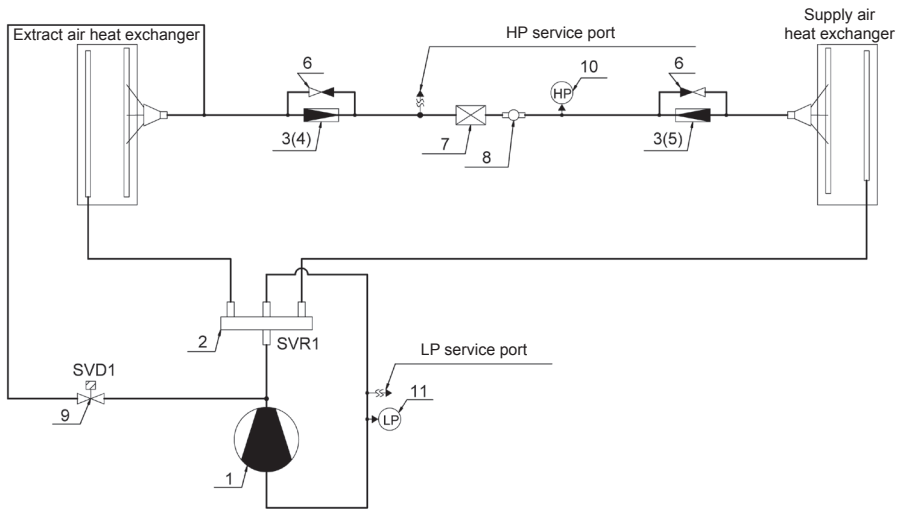 Supply air
heat exchanger
Extract air heat exchanger
HP service port
6
10
6
HP
3(4)
7
8
3(5)
2
SVR1
LP service port
SVD1
11
9
LP
1